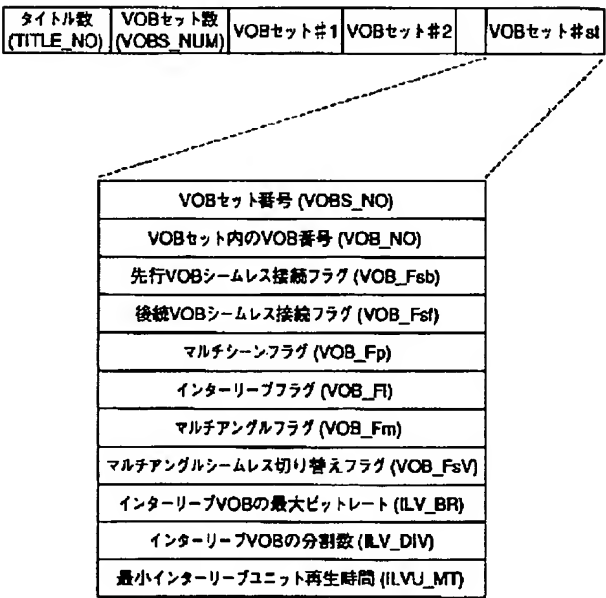 タイトル数
(TITLE_NO)
VOBセット数
(VOBS_NUM)
VOBセット#1
VOBセット#2
VOBセット#st
VOBセット番号 (VOBS_NO)
VOBセット内のVOB番号 (VOB_NO)
先行VOBシームレス接続フラグ (VOB_Fsb)
後続VOBシームレス接続フラグ (VOB_Fsf)
マルチシーンフラグ (VOB_Fp)
インターリーブフラグ (VOB_Fi)
マルチアングルフラグ (VOB_Fm)
マルチアングルシームレス切り替えフラグ (VOB_FsV)
インターリーブVOBの最大ビットレート (ILV_BR)
インターリーブVOBの分割数 (ILV_DIV)
最小インターリーブユニット再生時間 (ILVU_MT)